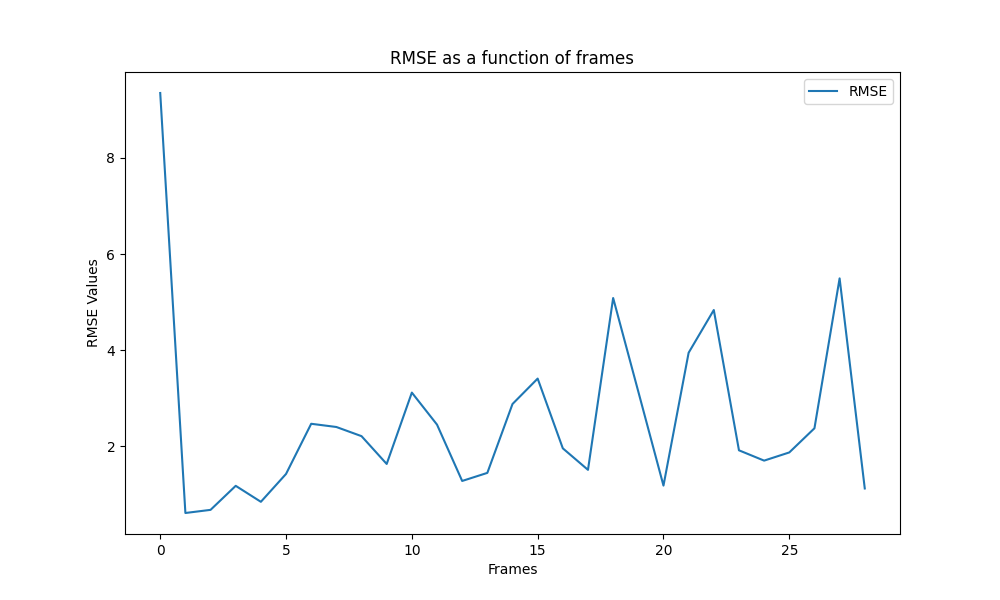 RMSE as a function of frames
RMSE
8
6
4
2
RMSE Values
0 5 10 15 20 25
Frames